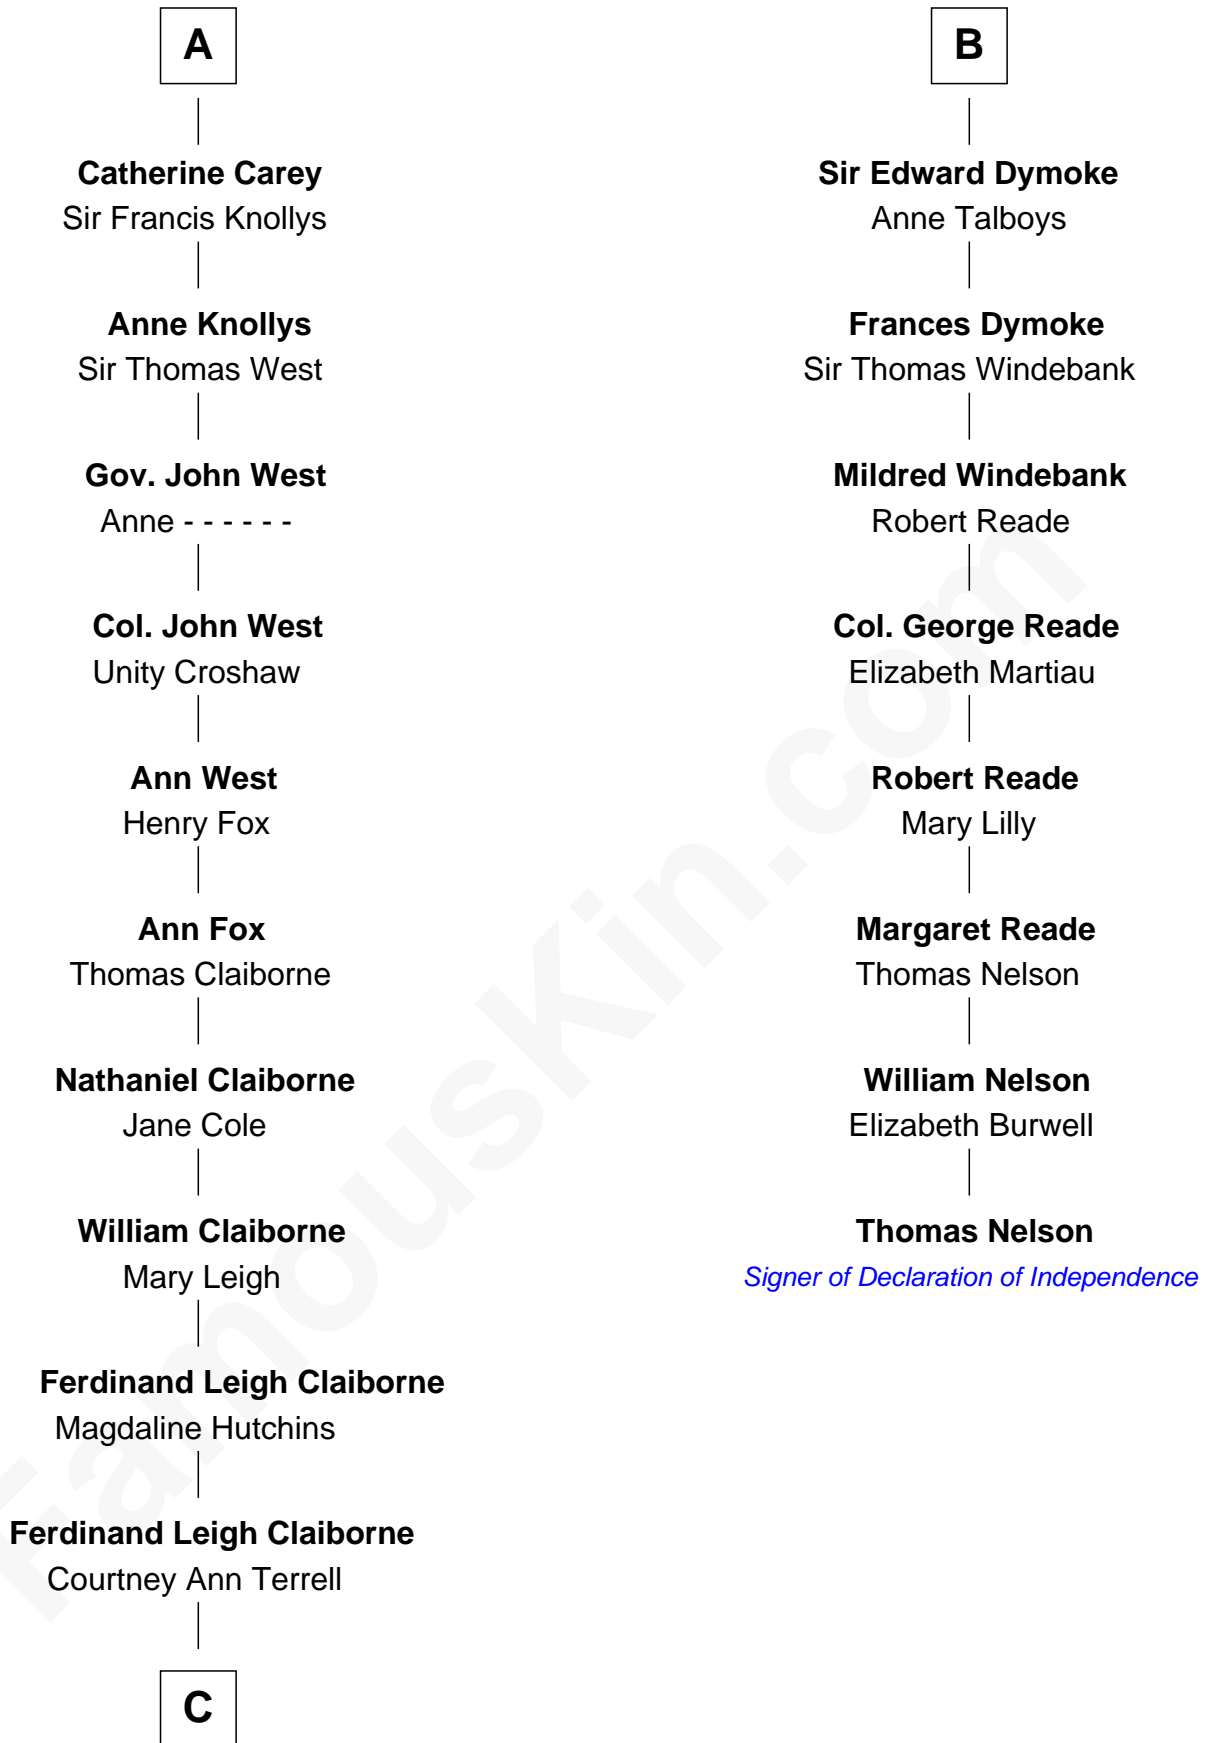 A
Catherine Carey
Sir Francis Knollys
Anne Knollys
Sir Thomas West
Gov. John West
Anne - - - - - -
Col. John West
Unity Croshaw
Ann West
Henry Fox
Ann Fox
Thomas Claiborne
Nathaniel Claiborne
Jane Cole
William Claiborne
Mary Leigh
Ferdinand Leigh Claiborne
Magdaline Hutchins
Ferdinand Leigh Claiborne
Courtney Ann Terrell
C
B
Sir Edward Dymoke
Anne Talboys
Frances Dymoke
Sir Thomas Windebank
Mildred Windebank
Robert Reade
Col. George Reade
Elizabeth Martiau
Robert Reade
Mary Lilly
Margaret Reade
Thomas Nelson
William Nelson
Elizabeth Burwell
Thomas Nelson
Signer of Declaration of Independence
FamousKin.com